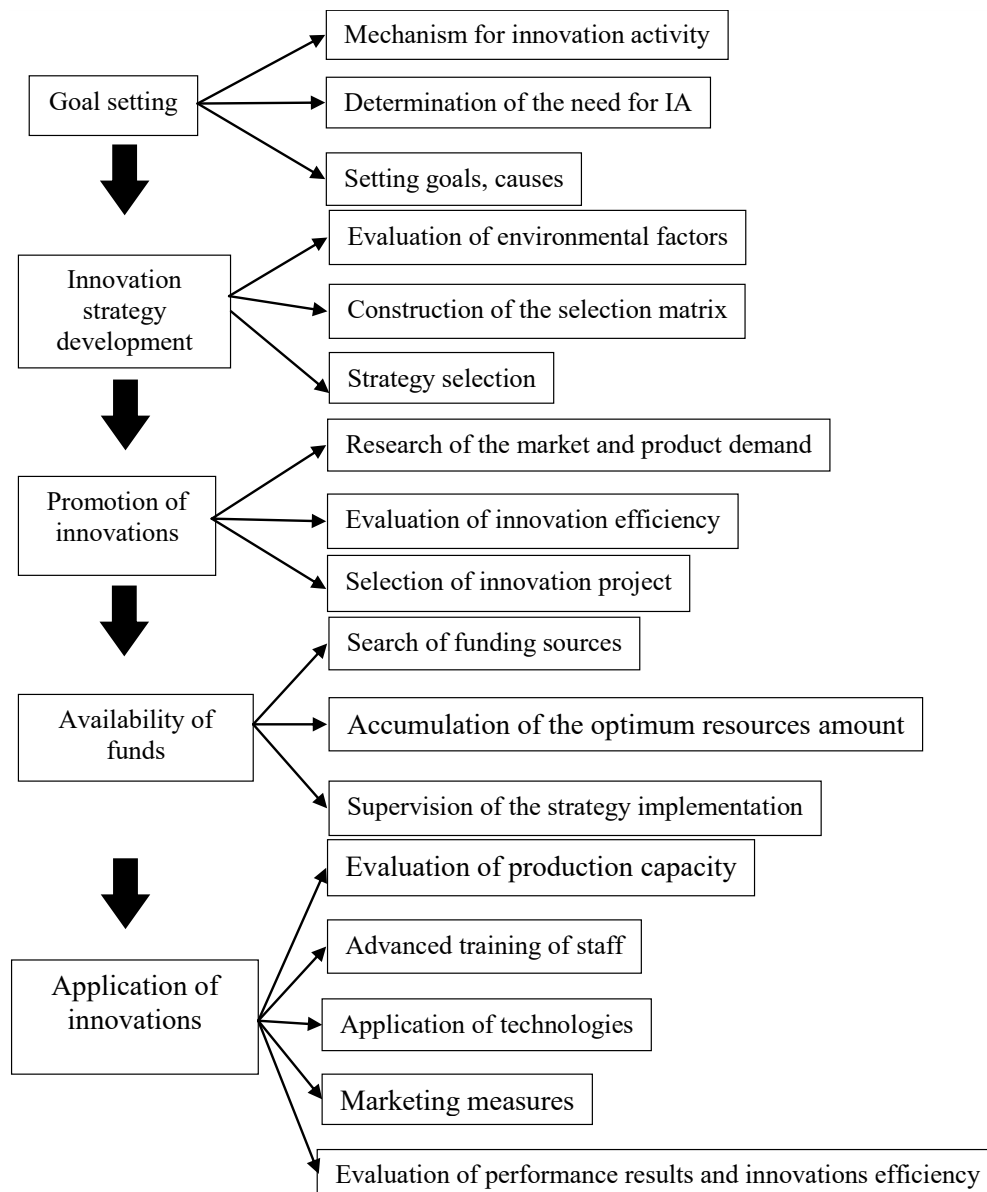 Goal setting
Mechanism for innovation activity
Determination of the need for IA
Setting goals, causes
Innovation
strategy
development
Evaluation of environmental factors
Construction of the selection matrix
Strategy selection
Promotion of
innovations
Research of the market and product demand
Evaluation of innovation efficiency
Selection of innovation project
Availability of
funds
Search of funding sources
Accumulation of the optimum resources amount
Supervision of the strategy implementation
Application of
innovations
Evaluation of production capacity
Advanced training of staff
Application of technologies
Marketing measures
Evaluation of performance results and innovations efficiency